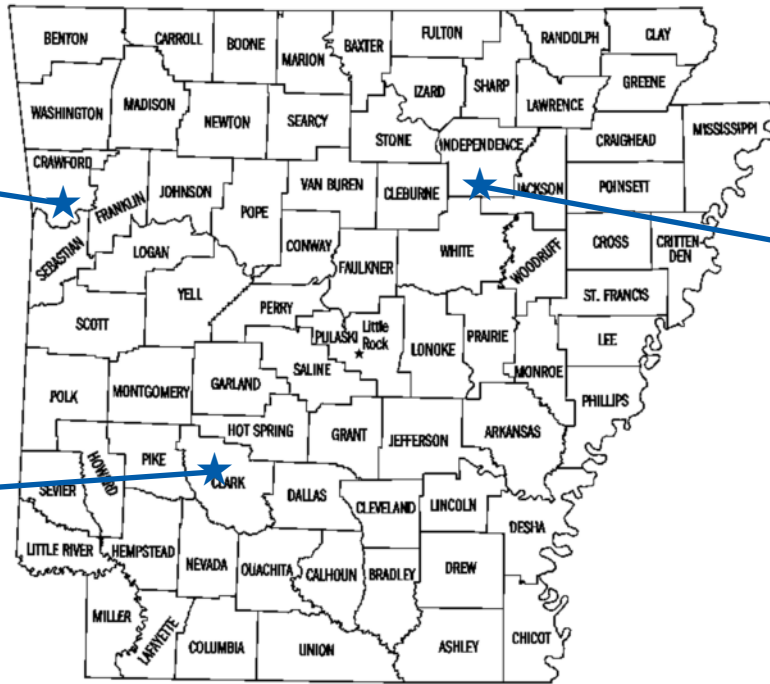 BENTON
CARROLL
BOONE
MARION
BAXTER
FULTON
RANDOLPH
CLAY
WASHINGTON
MADISON
NEWTON
SEARCY
STONE
IZARD
SHARP
LAWRENCE
GREENE
MISSISSIPPI
CRAWFORD
FRANKLIN
JOHNSON
POPE
VAN BUREN
CLEBURNE
INDEPENDENCE
JACKSON
CRAIGHEAD
POINSETT
SEBASTIAN
LOGAN
CONWAY
FAULKNER
WHITE
WOODRUFF
CROSS
CRITTEN
DEN
SCOTT
YELL
PERRY
PULASKI
Little
Rock
LONOKE
PRAIRIE
ST. FRANCIS
LEE
MONROE
PHILLIPS
POLK
MONTGOMERY
GARLAND
SALINE
HOT SPRING
GRANT
JEFFERSON
ARKANSAS
SEVIER
HOWARD
PIKE
CLARK
DALLAS
CLEVELAND
LINCOLN
DESHA
LITTLE RIVER
HEMPSTEAD
NEVADA
OUACHITA
CALHOUN
BRADLEY
DREW
MILLER
LAFAYETTE
COLUMBIA
UNION
ASHLEY
CHICOT